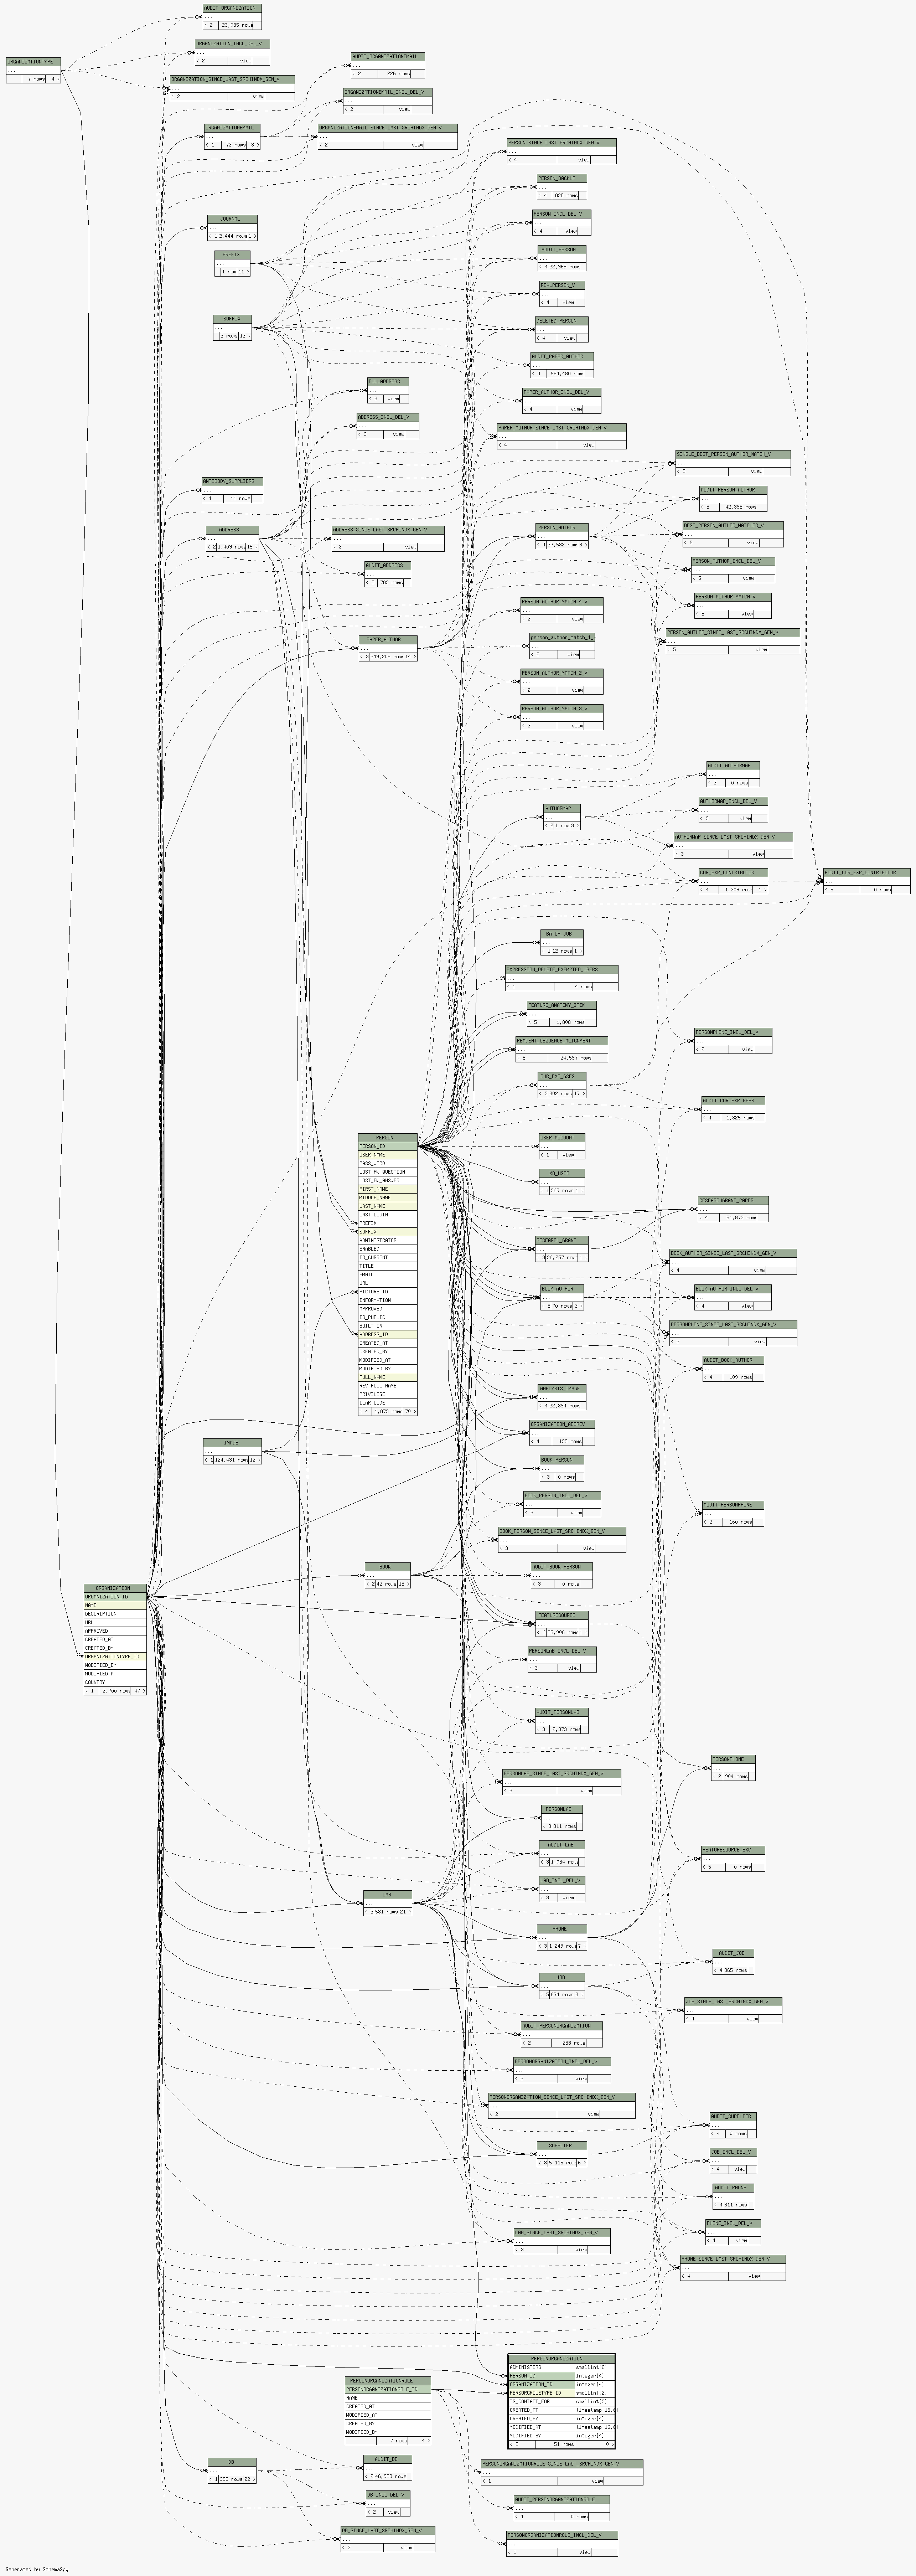 AUDIT_ORGANIZATION
...
< 2 23,035 rows
ORGANIZATION_INCL_DEL_V
...
< 2 view
ORGANIZATIONTYPE
...
7 rows 4 >
ORGANIZATION_SINCE_LAST_SRCHINDX_GEN_V
...
< 2 view
AUDIT_ORGANIZATIONEMAIL
...
< 2 226 rows
ORGANIZATIONEMAIL_INCL_DEL_V
...
< 2 view
ORGANIZATIONEMAIL
...
< 1 73 rows 3 >
ORGANIZATIONEMAIL_SINCE_LAST_SRCHINDX_GEN_V
...
< 2 view
PERSON_SINCE_LAST_SRCHINDX_GEN_V
...
< 4 view
PERSON_BACKUP
...
< 4 828 rows
PERSON_INCL_DEL_V
...
< 4 view
JOURNAL
...
< 1 2,444 rows 1 >
AUDIT_PERSON
...
< 4 22,969 rows
PREFIX
...
1 row 11 >
REALPERSON_V
...
< 4 view
SUFFIX
...
3 rows 13 >
DELETED_PERSON
...
< 4 view
AUDIT_PAPER_AUTHOR
...
< 4 584,480 rows
FULLADDRESS
...
< 3 view
PAPER_AUTHOR_INCL_DEL_V
...
< 4 view
ADDRESS_INCL_DEL_V
...
< 3 view
PAPER_AUTHOR_SINCE_LAST_SRCHINDX_GEN_V
...
< 4 view
SINGLE_BEST_PERSON_AUTHOR_MATCH_V
...
< 5 view
ANTIBODY_SUPPLIERS
...
< 1 11 rows
AUDIT_PERSON_AUTHOR
...
< 5 42,398 rows
ADDRESS
...
< 2 1,409 rows 15 >
ADDRESS_SINCE_LAST_SRCHINDX_GEN_V
...
< 3 view
PERSON_AUTHOR
...
< 4 37,532 rows 8 >
BEST_PERSON_AUTHOR_MATCHES_V
...
< 5 view
AUDIT_ADDRESS
...
< 3 782 rows
PERSON_AUTHOR_INCL_DEL_V
...
< 5 view
PERSON_AUTHOR_MATCH_4_V
...
< 2 view
PERSON_AUTHOR_MATCH_V
...
< 5 view
PAPER_AUTHOR
...
< 3 249,205 rows 14 >
person_author_match_1_v
...
< 2 view
PERSON_AUTHOR_SINCE_LAST_SRCHINDX_GEN_V
...
< 5 view
PERSON_AUTHOR_MATCH_2_V
...
< 2 view
PERSON_AUTHOR_MATCH_3_V
...
< 2 view
AUDIT_AUTHORMAP
...
< 3 0 rows
AUTHORMAP
...
< 2 1 row 3 >
AUTHORMAP_INCL_DEL_V
...
< 3 view
AUTHORMAP_SINCE_LAST_SRCHINDX_GEN_V
...
< 3 view
CUR_EXP_CONTRIBUTOR
...
< 4 1,309 rows 1 >
AUDIT_CUR_EXP_CONTRIBUTOR
...
< 5 0 rows
BATCH_JOB
...
< 1 12 rows 1 >
EXPRESSION_DELETE_EXEMPTED_USERS
...
< 1 4 rows
FEATURE_ANATOMY_ITEM
...
< 5 1,808 rows
PERSONPHONE_INCL_DEL_V
...
< 2 view
REAGENT_SEQUENCE_ALIGNMENT
...
< 5 24,597 rows
CUR_EXP_GSES
...
< 3 302 rows 17 >
AUDIT_CUR_EXP_GSES
...
< 4 1,825 rows
USER_ACCOUNT
...
< 1 view
XB_USER
...
< 1 369 rows 1 >
RESEARCHGRANT_PAPER
...
< 4 51,873 rows
RESEARCH_GRANT
...
< 3 26,257 rows 1 >
BOOK_AUTHOR_SINCE_LAST_SRCHINDX_GEN_V
...
< 4 view
BOOK_AUTHOR
...
< 5 70 rows 3 >
BOOK_AUTHOR_INCL_DEL_V
...
< 4 view
PERSONPHONE_SINCE_LAST_SRCHINDX_GEN_V
...
< 2 view
AUDIT_BOOK_AUTHOR
...
< 4 109 rows
PERSON
PERSON_ID
USER_NAME
PASS_WORD
LOST_PW_QUESTION
LOST_PW_ANSWER
FIRST_NAME
MIDDLE_NAME
LAST_NAME
LAST_LOGIN
PREFIX
SUFFIX
ADMINISTRATOR
ENABLED
IS_CURRENT
TITLE
EMAIL
URL
PICTURE_ID
INFORMATION
APPROVED
IS_PUBLIC
BUILT_IN
ADDRESS_ID
CREATED_AT
CREATED_BY
MODIFIED_AT
MODIFIED_BY
FULL_NAME
REV_FULL_NAME
PRIVILEGE
ILAR_CODE
< 4 1,873 rows 70 >
ANALYSIS_IMAGE
...
< 4 22,394 rows
ORGANIZATION_ABBREV
...
< 4 123 rows
IMAGE
...
< 1 124,431 rows 12 >
BOOK_PERSON
...
< 3 0 rows
BOOK_PERSON_INCL_DEL_V
...
< 3 view
AUDIT_PERSONPHONE
...
< 2 160 rows
BOOK_PERSON_SINCE_LAST_SRCHINDX_GEN_V
...
< 3 view
BOOK
...
< 2 42 rows 15 >
AUDIT_BOOK_PERSON
...
< 3 0 rows
ORGANIZATION
ORGANIZATION_ID
NAME
DESCRIPTION
URL
APPROVED
CREATED_AT
CREATED_BY
ORGANIZATIONTYPE_ID
MODIFIED_BY
MODIFIED_AT
COUNTRY
< 1 2,700 rows 47 >
FEATURESOURCE
...
< 6 55,906 rows 1 >
PERSONLAB_INCL_DEL_V
...
< 3 view
AUDIT_PERSONLAB
...
< 3 2,373 rows
PERSONPHONE
...
< 2 904 rows
PERSONLAB_SINCE_LAST_SRCHINDX_GEN_V
...
< 3 view
PERSONLAB
...
< 3 811 rows
AUDIT_LAB
...
< 3 1,084 rows
FEATURESOURCE_EXC
...
< 5 0 rows
LAB_INCL_DEL_V
...
< 3 view
LAB
...
< 3 581 rows 21 >
PHONE
...
< 3 1,249 rows 7 >
AUDIT_JOB
...
< 4 365 rows
JOB
...
< 5 674 rows 3 >
JOB_SINCE_LAST_SRCHINDX_GEN_V
...
< 4 view
AUDIT_PERSONORGANIZATION
...
< 2 288 rows
PERSONORGANIZATION_INCL_DEL_V
...
< 2 view
PERSONORGANIZATION_SINCE_LAST_SRCHINDX_GEN_V
...
< 2 view
AUDIT_SUPPLIER
...
< 4 0 rows
SUPPLIER
...
< 3 5,115 rows 6 >
JOB_INCL_DEL_V
...
< 4 view
AUDIT_PHONE
...
< 4 311 rows
PHONE_INCL_DEL_V
...
< 4 view
LAB_SINCE_LAST_SRCHINDX_GEN_V
...
< 3 view
PHONE_SINCE_LAST_SRCHINDX_GEN_V
...
< 4 view
PERSONORGANIZATION
ADMINISTERS smallint[2]
PERSON_ID integer[4]
ORGANIZATION_ID integer[4]
PERSORGROLETYPE_ID smallint[2]
IS_CONTACT_FOR smallint[2]
CREATED_AT timestamp[16,6]
CREATED_BY integer[4]
MODIFIED_AT timestamp[16,6]
MODIFIED_BY integer[4]
< 3 51 rows 0 >
PERSONORGANIZATIONROLE
PERSONORGANIZATIONROLE_ID
NAME
CREATED_AT
MODIFIED_AT
CREATED_BY
MODIFIED_BY
7 rows 4 >
DB
...
< 1 395 rows 22 >
AUDIT_DB
...
< 2 46,989 rows
PERSONORGANIZATIONROLE_SINCE_LAST_SRCHINDX_GEN_V
...
< 1 view
DB_INCL_DEL_V
...
< 2 view
AUDIT_PERSONORGANIZATIONROLE
...
< 1 0 rows
DB_SINCE_LAST_SRCHINDX_GEN_V
...
< 2 view
PERSONORGANIZATIONROLE_INCL_DEL_V
...
< 1 view
Generated by SchemaSpy